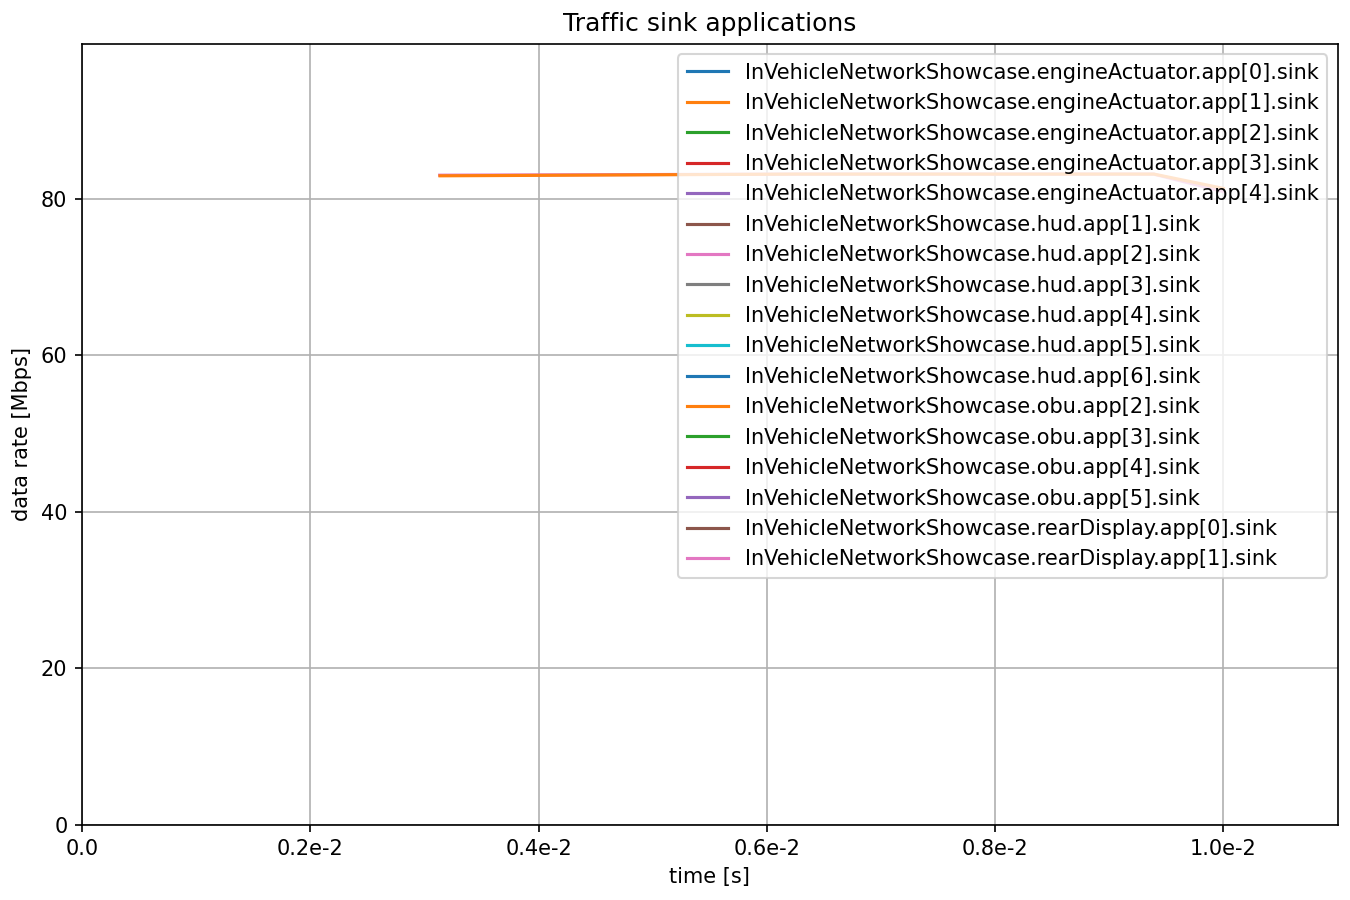 Traffic sink applications
InVehicleNetworkShowcase.engineActuator.app[0].sink
InVehicleNetworkShowcase.engineActuator.app[1].sink
InVehicleNetworkShowcase.engineActuator.app[2].sink
InVehicleNetworkShowcase.engineActuator.app[3].sink
InVehicleNetworkShowcase.engineActuator.app[4].sink
InVehicleNetworkShowcase.hud.app[1].sink
InVehicleNetworkShowcase.hud.app[2].sink
InVehicleNetworkShowcase.hud.app[3].sink
InVehicleNetworkShowcase.hud.app[4].sink
InVehicleNetworkShowcase.hud.app[5].sink
InVehicleNetworkShowcase.hud.app[6].sink
InVehicleNetworkShowcase.obu.app[2].sink
InVehicleNetworkShowcase.obu.app[3].sink
InVehicleNetworkShowcase.obu.app[4].sink
InVehicleNetworkShowcase.obu.app[5].sink
InVehicleNetworkShowcase.rearDisplay.app[0].sink
InVehicleNetworkShowcase.rearDisplay.app[1].sink
data rate [Mbps]
80
60
40
20
0
0.0 0.2e-2 0.4e-2 0.6e-2 0.8e-2 1.0e-2
time [s]